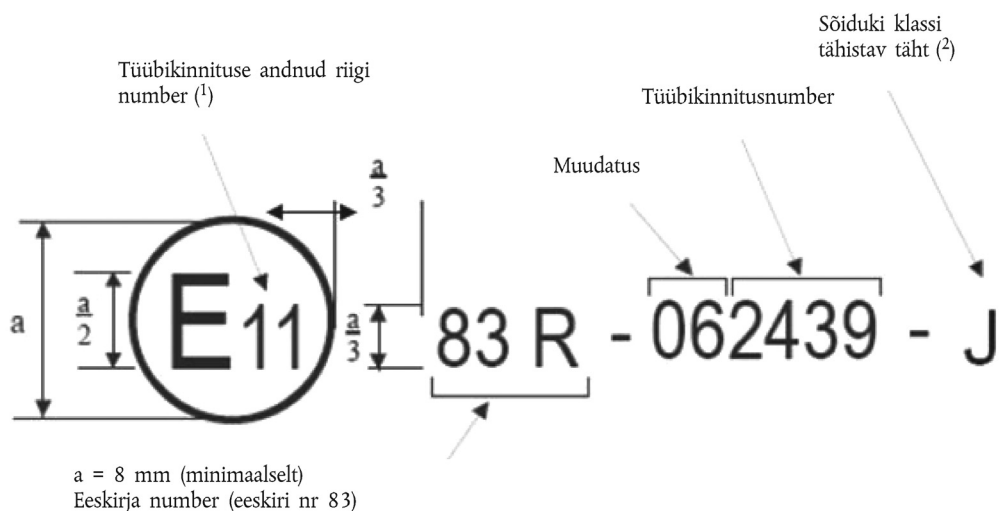 Sõiduki klassi
tähistav täht (²)
Tüübikinnituse andnud riigi
number (¹)
Tüübikinnitusnumber
Muudatus
a
3
a
a
2
E11
a
3
83 R - 062439 - J
a = 8 mm (minimaalselt)
Eeskirja number (eeskiri nr 83)